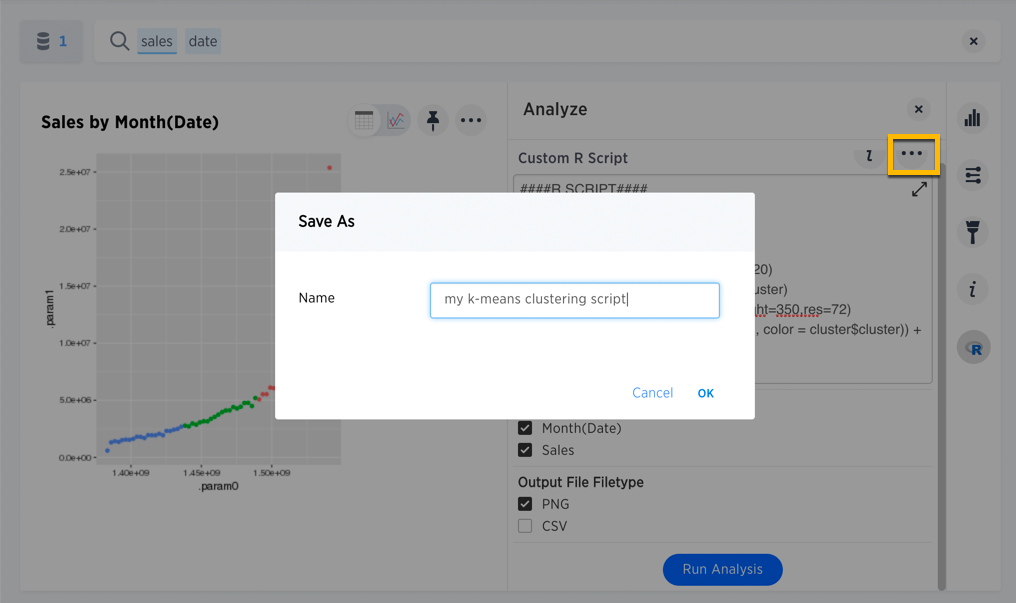 1
sales date
Sales by Month(Date)
Analyze
Custom R Script
####R SCRIPT####
20)
uster)
ght=350,res=72)
, color = cluster$cluster)) +
Save As
Name
my k-means clustering script
Cancel
OK
2.5e+07
2.0e+07
1.5e+07
1.0e+07
5.0e+06
0.0e+00
.param1
1.40e+09
1.45e+09
1.50e+09
.param0
Month(Date)
Sales
Output File Filetype
PNG
CSV
Run Analysis
i
R